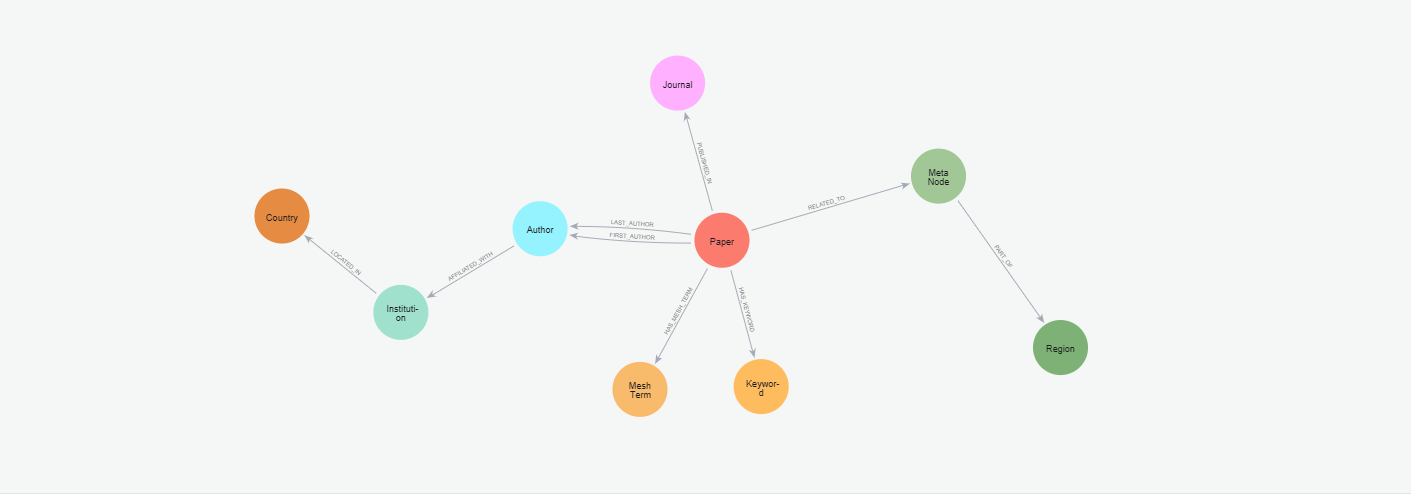 Journal
PUBLISHED_IN
Meta
Node
RELATED_TO
Country
Author
LAST_AUTHOR
FIRST_AUTHOR
Paper
LOCATED_IN
AFFILIATED_WITH
PART_OF
Instituti-
on
HAS_MESH_TERM
HAS_KEYWORD
Region
Mesh
Term
Keywor-
d